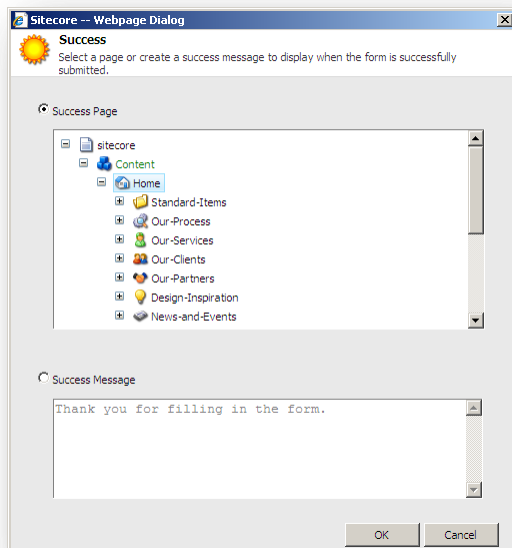 Sitecore -- Webpage Dialog
Success
Select a page or create a success message to display when the form is successfully
submitted.
Success Page
sitecore
Content
Home
Standard-Items
Our-Process
Our-Services
Our-Clients
Our-Partners
Design-Inspiration
News-and-Events
Success Message
Thank you for filling in the form.
OK
Cancel